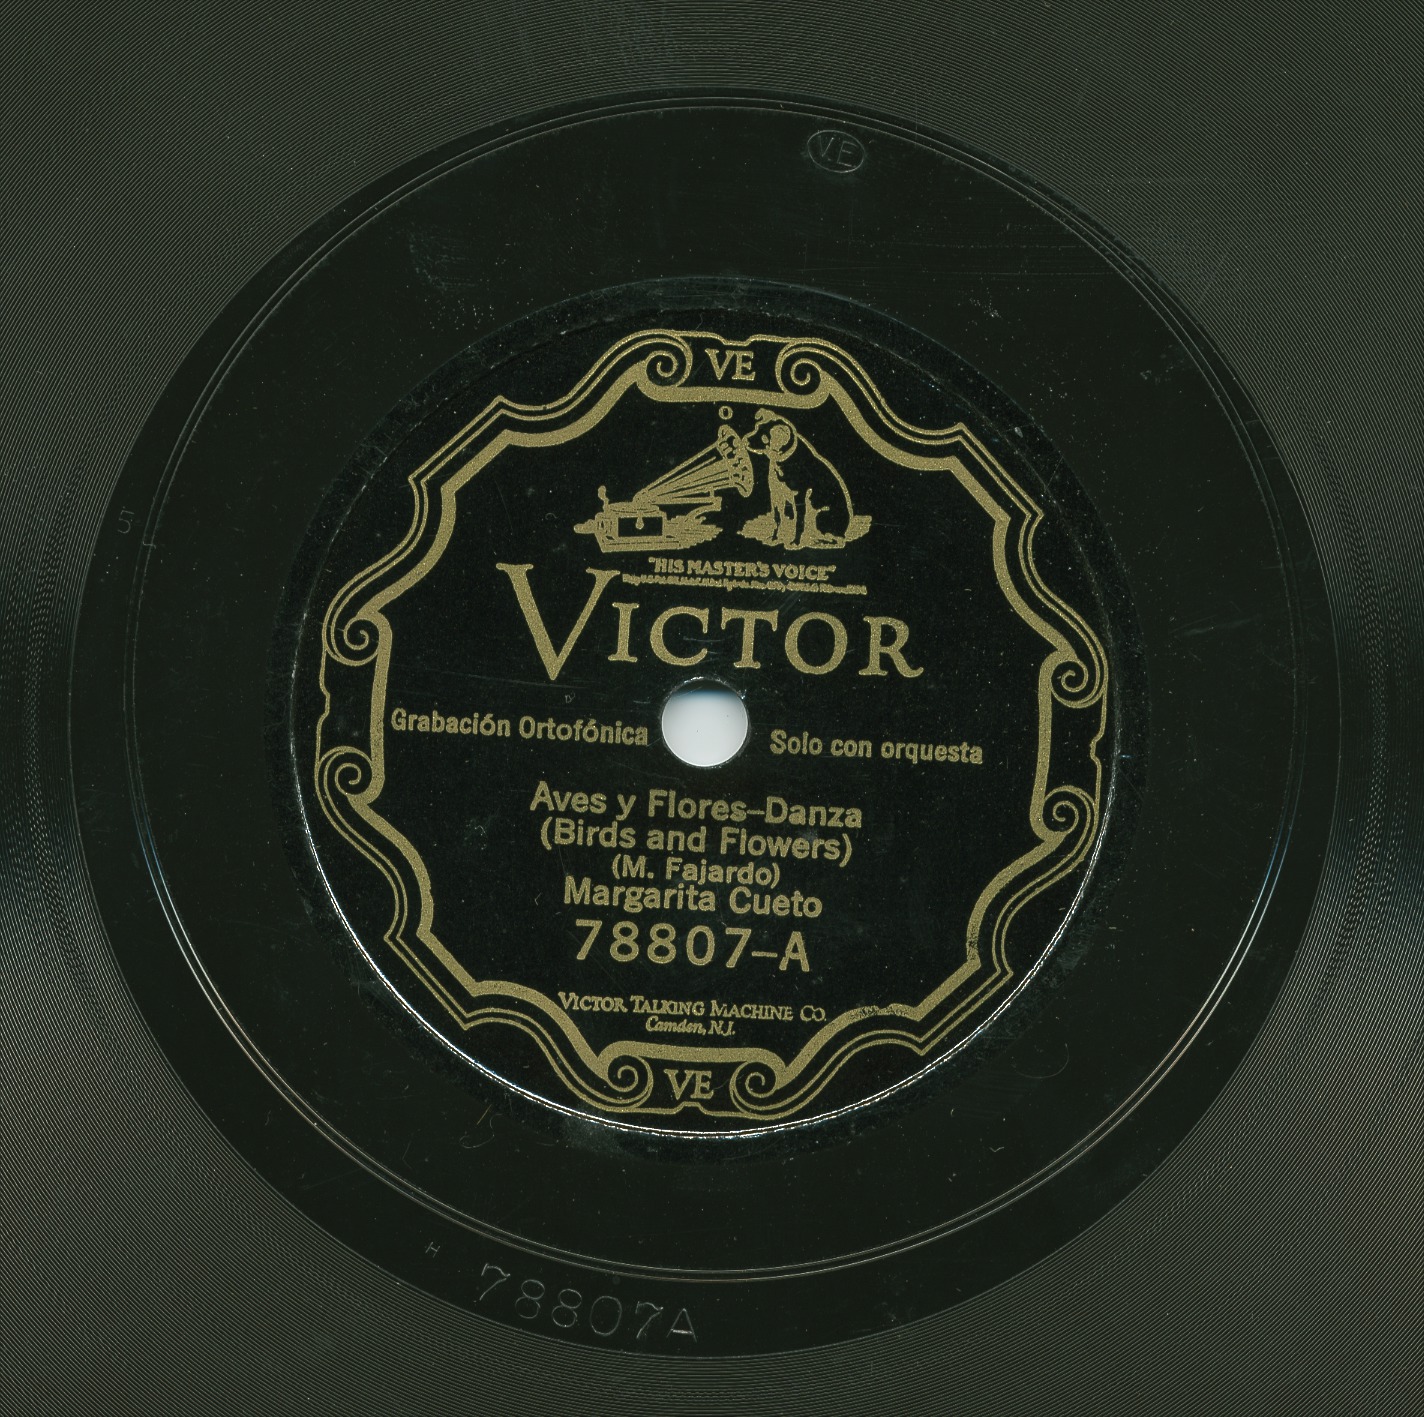 VE
VE
O
"HIS MASTER'S VOICE"
VICTOR
Grabación Ortofónica
Solo con orquesta
Aves y Flores–Danza
(Birds and Flowers)
(M. Fajardo)
Margarita Cueto
78807–A
VICTOR TALKING MACHINE CO.
Camden, N.J.
VE
5
H
78807A